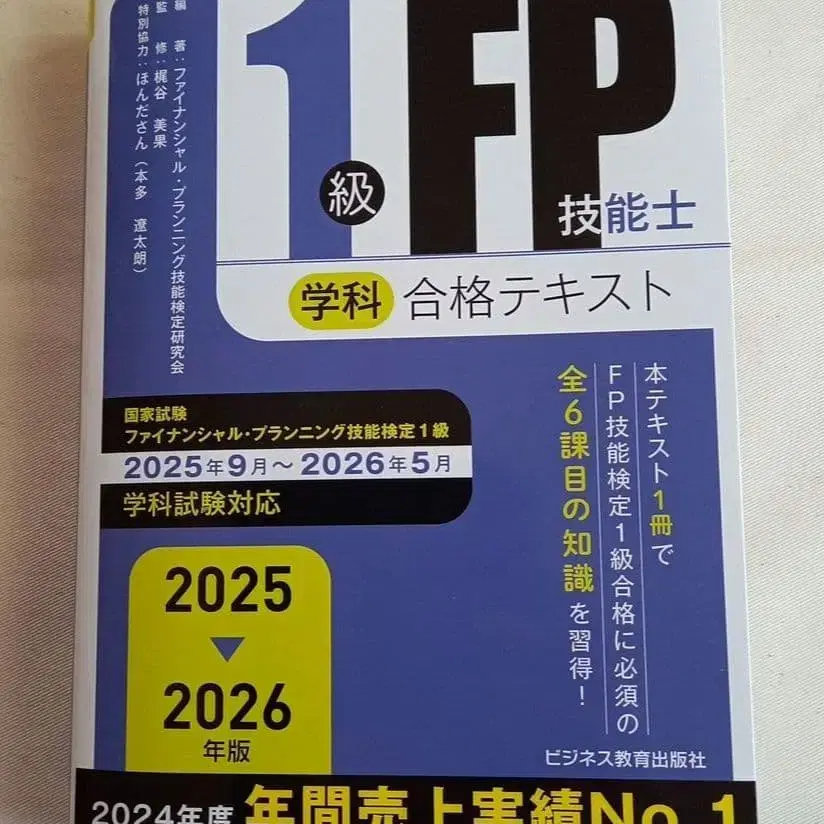 1級
FP
技能士
学科 合格テキスト
編 著:ファイナンシャル・プランニング技能検定研究会
監 修:梶谷 美果
特別協力:ほんださん(本多 遼太朗)
国家試験
ファイナンシャル・プランニング技能検定1級
2025年9月～2026年5月
学科試験対応
本テキスト1冊で
FP技能検定1級合格に必須の
全6課目の知識を習得!
2025
▼
2026
年版
ビジネス教育出版社
2024年度 年間売上実績No.1